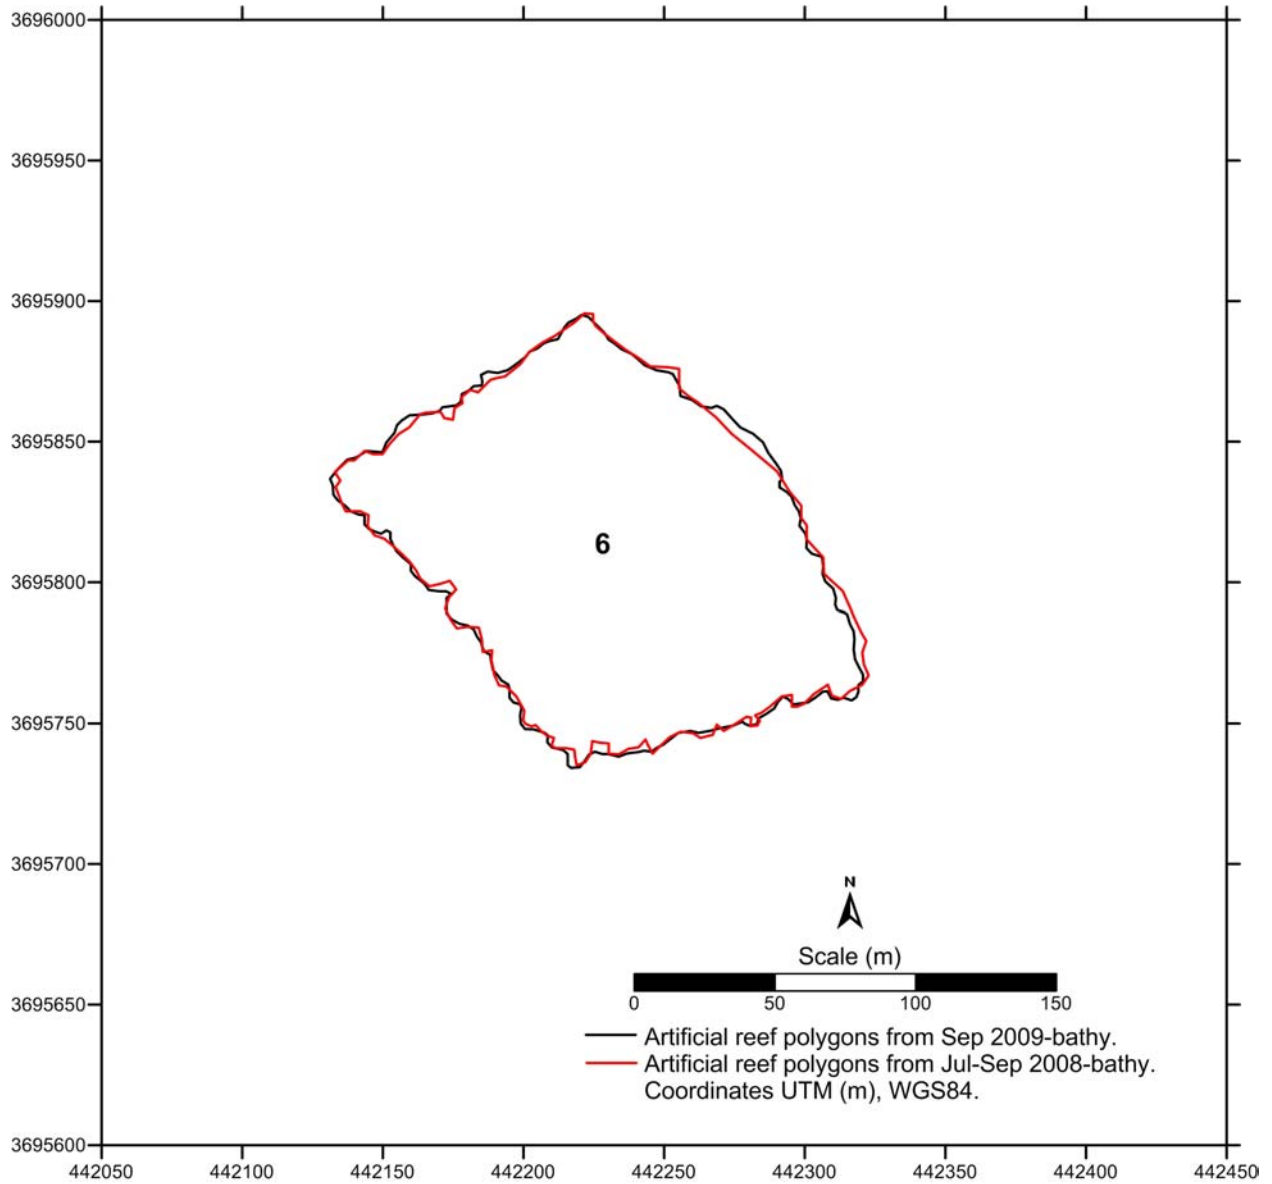 3696000
3695950
3695900
3695850
3695800
3695750
3695700
3695650
3695600
6
N
Scale (m)
0 50 100 150
Artificial reef polygons from Sep 2009-bathy.
Artificial reef polygons from Jul-Sep 2008-bathy.
Coordinates UTM (m), WGS84.
442050 442100 442150 442200 442250 442300 442350 442400 442450